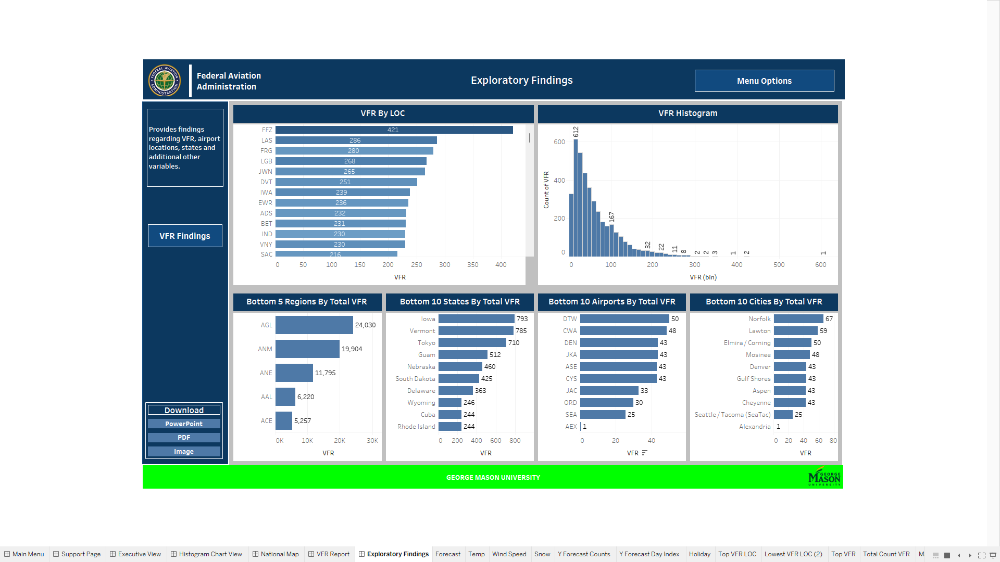 FEDERAL AVIATION ADMINISTRATION
Federal Aviation
Administration
Exploratory Findings
Menu Options
Provides findings
regarding VFR, airport
locations, states and
additional other
variables.
VFR Findings
Download
PowerPoint
PDF
Image
VFR By LOC
FFZ 421
LAS 286
FRG 280
LGB 268
JWN 265
DVT 251
IWA 239
EWR 236
ADS 232
BET 231
IND 230
VNY 230
SAC 216
0 50 100 150 200 250 300 350 400
VFR
VFR Histogram
Count of VFR
600
400
200
0
612
167
32
22
11
8
2
2
3
1
2
1
0 100 200 300 400 500 600
VFR (bin)
Bottom 5 Regions By Total VFR
AGL 24,030
ANM 19,904
ANE 11,795
AAL 6,220
ACE 5,257
0K 10K 20K 30K
VFR
Bottom 10 States By Total VFR
Iowa 793
Vermont 785
Tokyo 710
Guam 512
Nebraska 460
South Dakota 425
Delaware 363
Wyoming 246
Cuba 244
Rhode Island 244
0 200 400 600 800
VFR
Bottom 10 Airports By Total VFR
DTW 50
CWA 48
DEN 43
JKA 43
ASE 43
CYS 43
JAC 33
ORD 30
SEA 25
AEX 1
0 20 40
VFR
Bottom 10 Cities By Total VFR
Norfolk 67
Lawton 59
Elmira / Corning 50
Mosinee 48
Denver 43
Gulf Shores 43
Aspen 43
Cheyenne 43
Seattle / Tacoma (SeaTac) 25
Alexandria 1
0 20 40 60 80
VFR
GEORGE MASON UNIVERSITY
GEORGE
MASON
UNIVERSITY
Main Menu Support Page Executive View Histogram Chart View National Map VFR Report Exploratory Findings Forecast Temp Wind Speed Snow Y Forecast Counts Y Forecast Day Index Holiday Top VFR LOC Lowest VFR LOC (2) Top VFR Total Count VFR M